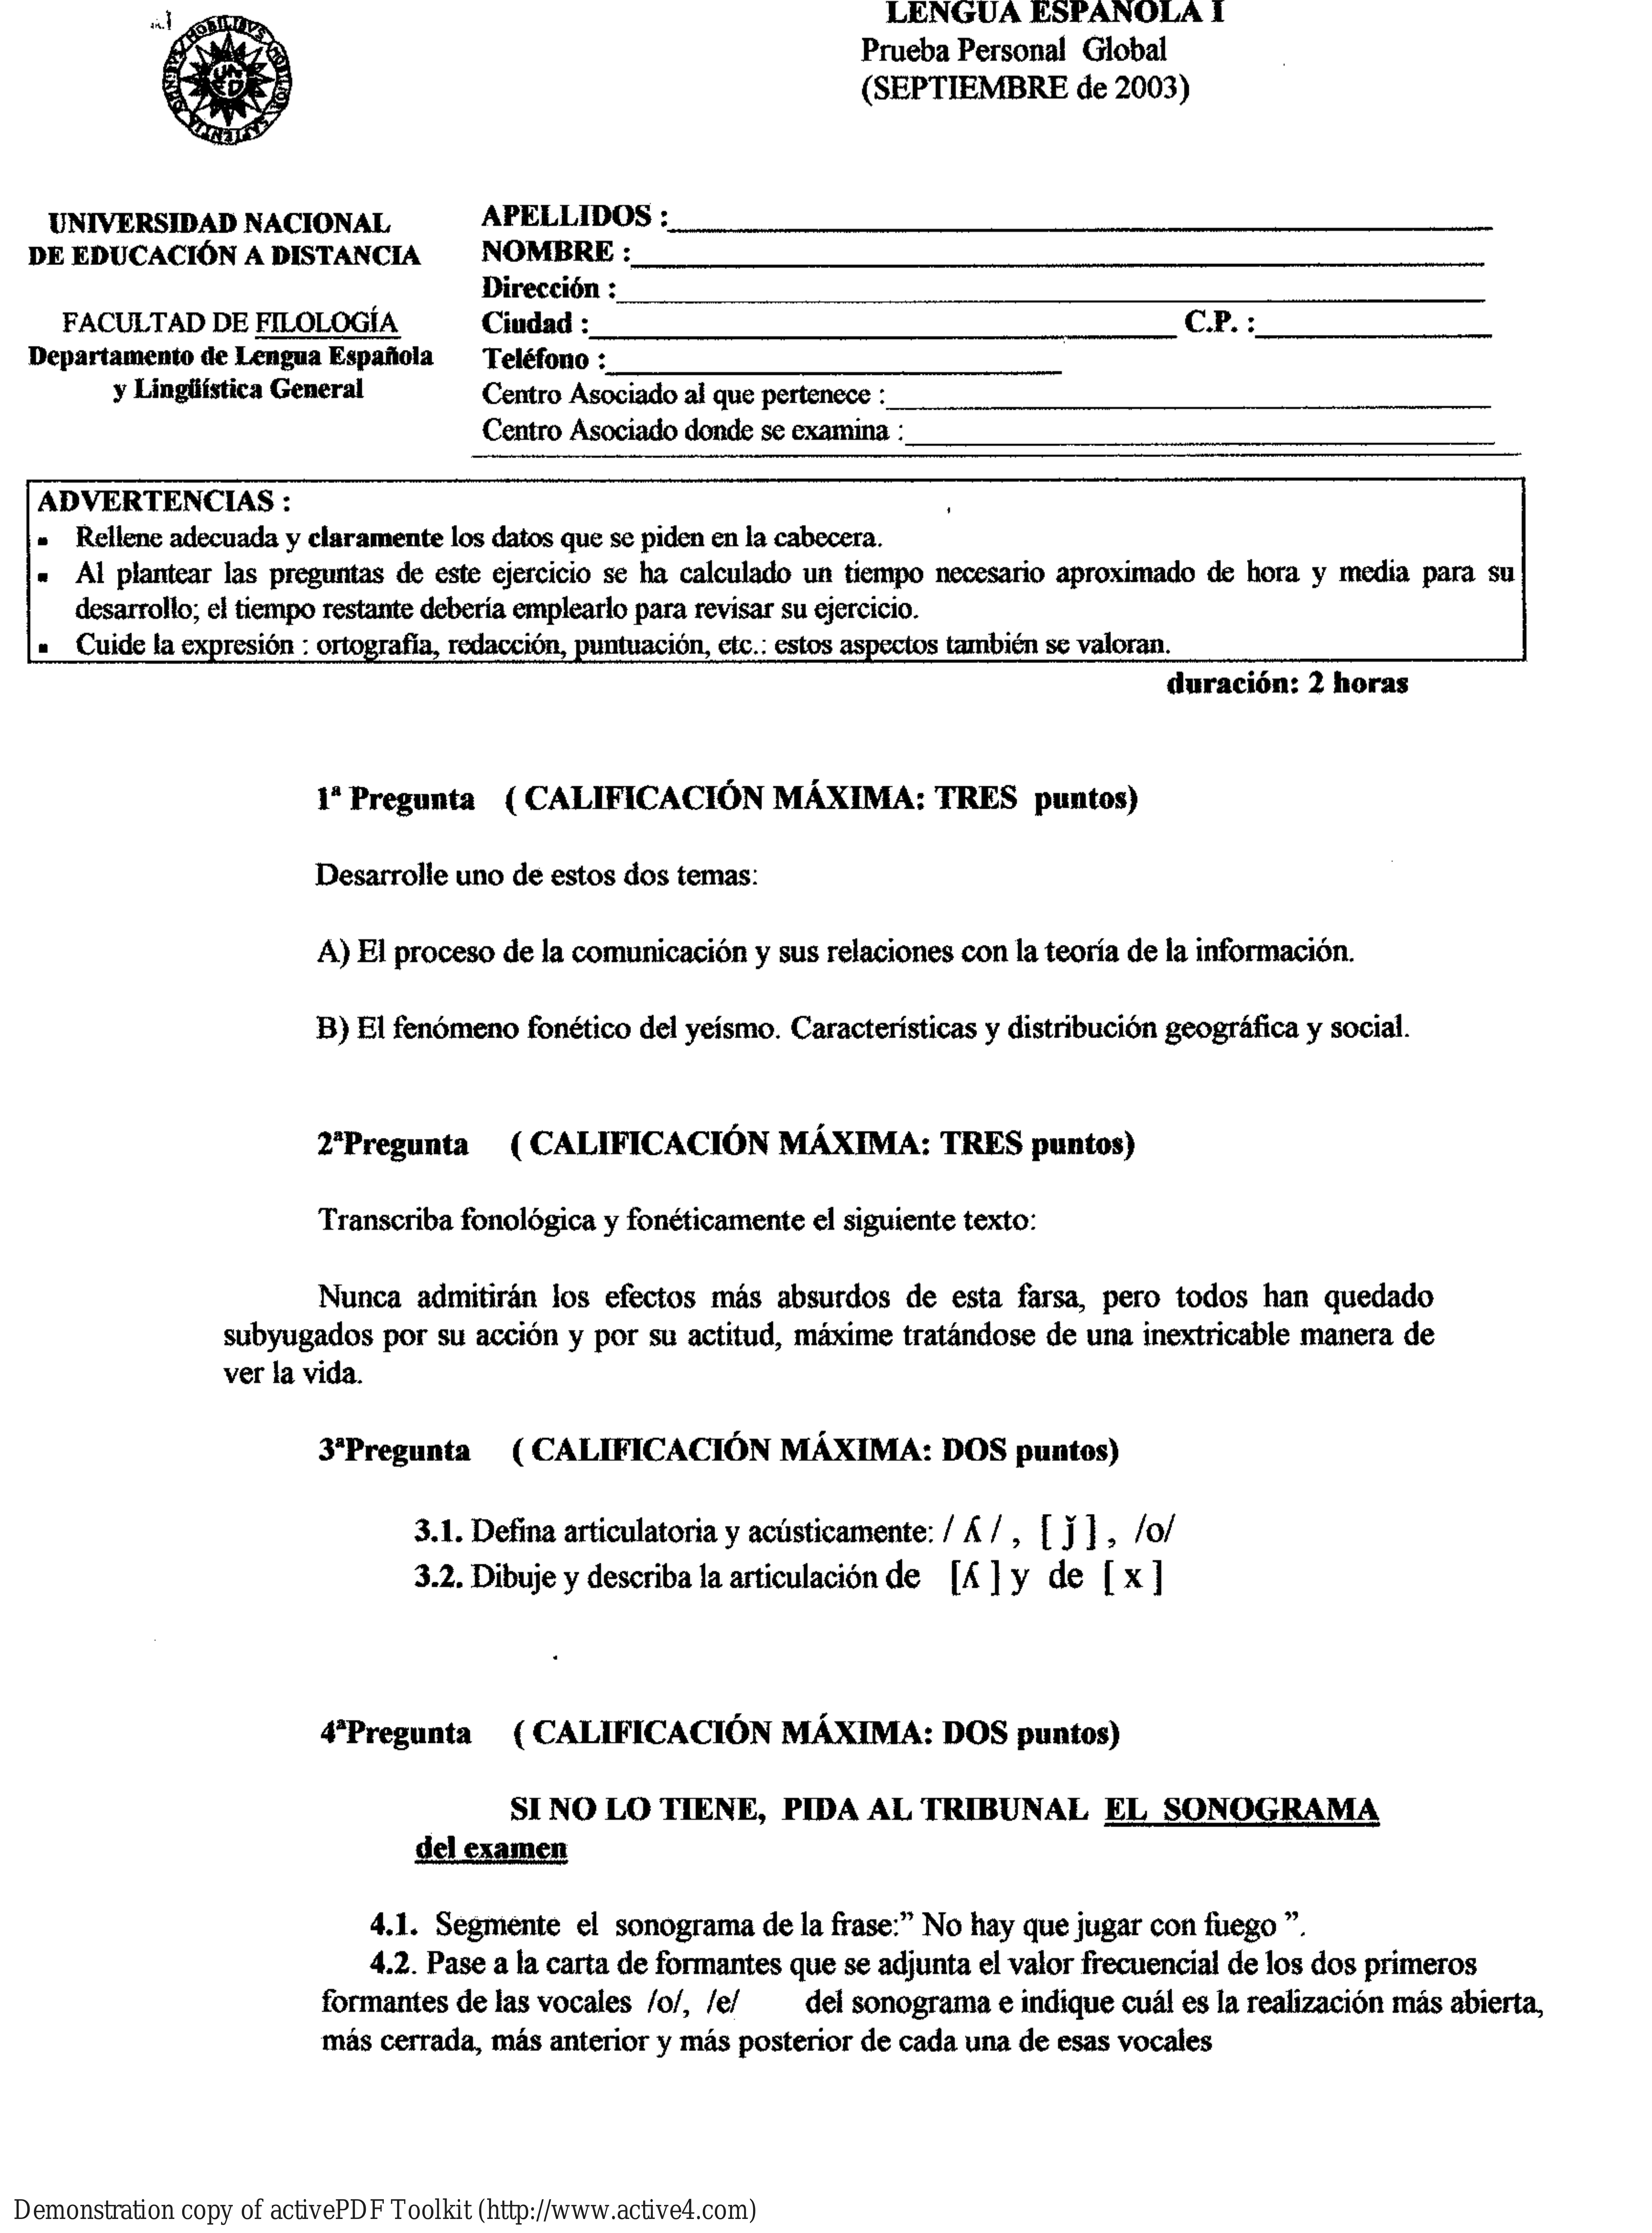 LENGUA ESPAÑOLA I
Prueba Personal Global
(SEPTIEMBRE de 2003)
UNED
UNIVERSIDAD NACIONAL
DE EDUCACIÓN A DISTANCIA
FACULTAD DE FILOLOGÍA
Departamento de Lengua Española
y Lingüística General
APELLIDOS :
NOMBRE :
Dirección :
Ciudad : C.P. :
Teléfono :
Centro Asociado al que pertenece :
Centro Asociado donde se examina :
ADVERTENCIAS :
▪ Rellene adecuada y claramente los datos que se piden en la cabecera.
▪ Al plantear las preguntas de este ejercicio se ha calculado un tiempo necesario aproximado de hora y media para su
desarrollo; el tiempo restante debería emplearlo para revisar su ejercicio.
▪ Cuide la expresión : ortografía, redacción, puntuación, etc.: estos aspectos también se valoran.
duración: 2 horas
1ª Pregunta ( CALIFICACIÓN MÁXIMA: TRES puntos)
Desarrolle uno de estos dos temas:
A) El proceso de la comunicación y sus relaciones con la teoría de la información.
B) El fenómeno fonético del yeísmo. Características y distribución geográfica y social.
2ªPregunta ( CALIFICACIÓN MÁXIMA: TRES puntos)
Transcriba fonológica y fonéticamente el siguiente texto:
Nunca admitirán los efectos más absurdos de esta farsa, pero todos han quedado
subyugados por su acción y por su actitud, máxime tratándose de una inextricable manera de
ver la vida.
3ªPregunta ( CALIFICACIÓN MÁXIMA: DOS puntos)
3.1. Defina articulatoria y acústicamente: / ʎ / , [ ǰ ] , /o/
3.2. Dibuje y describa la articulación de [ʎ ] y de [ x ]
4ªPregunta ( CALIFICACIÓN MÁXIMA: DOS puntos)
SI NO LO TIENE, PIDA AL TRIBUNAL EL SONOGRAMA
del examen
4.1. Segmente el sonograma de la frase:” No hay que jugar con fuego ”.
4.2. Pase a la carta de formantes que se adjunta el valor frecuencial de los dos primeros
formantes de las vocales /o/, /e/ del sonograma e indique cuál es la realización más abierta,
más cerrada, más anterior y más posterior de cada una de esas vocales
Demonstration copy of activePDF Toolkit (http://www.active4.com)